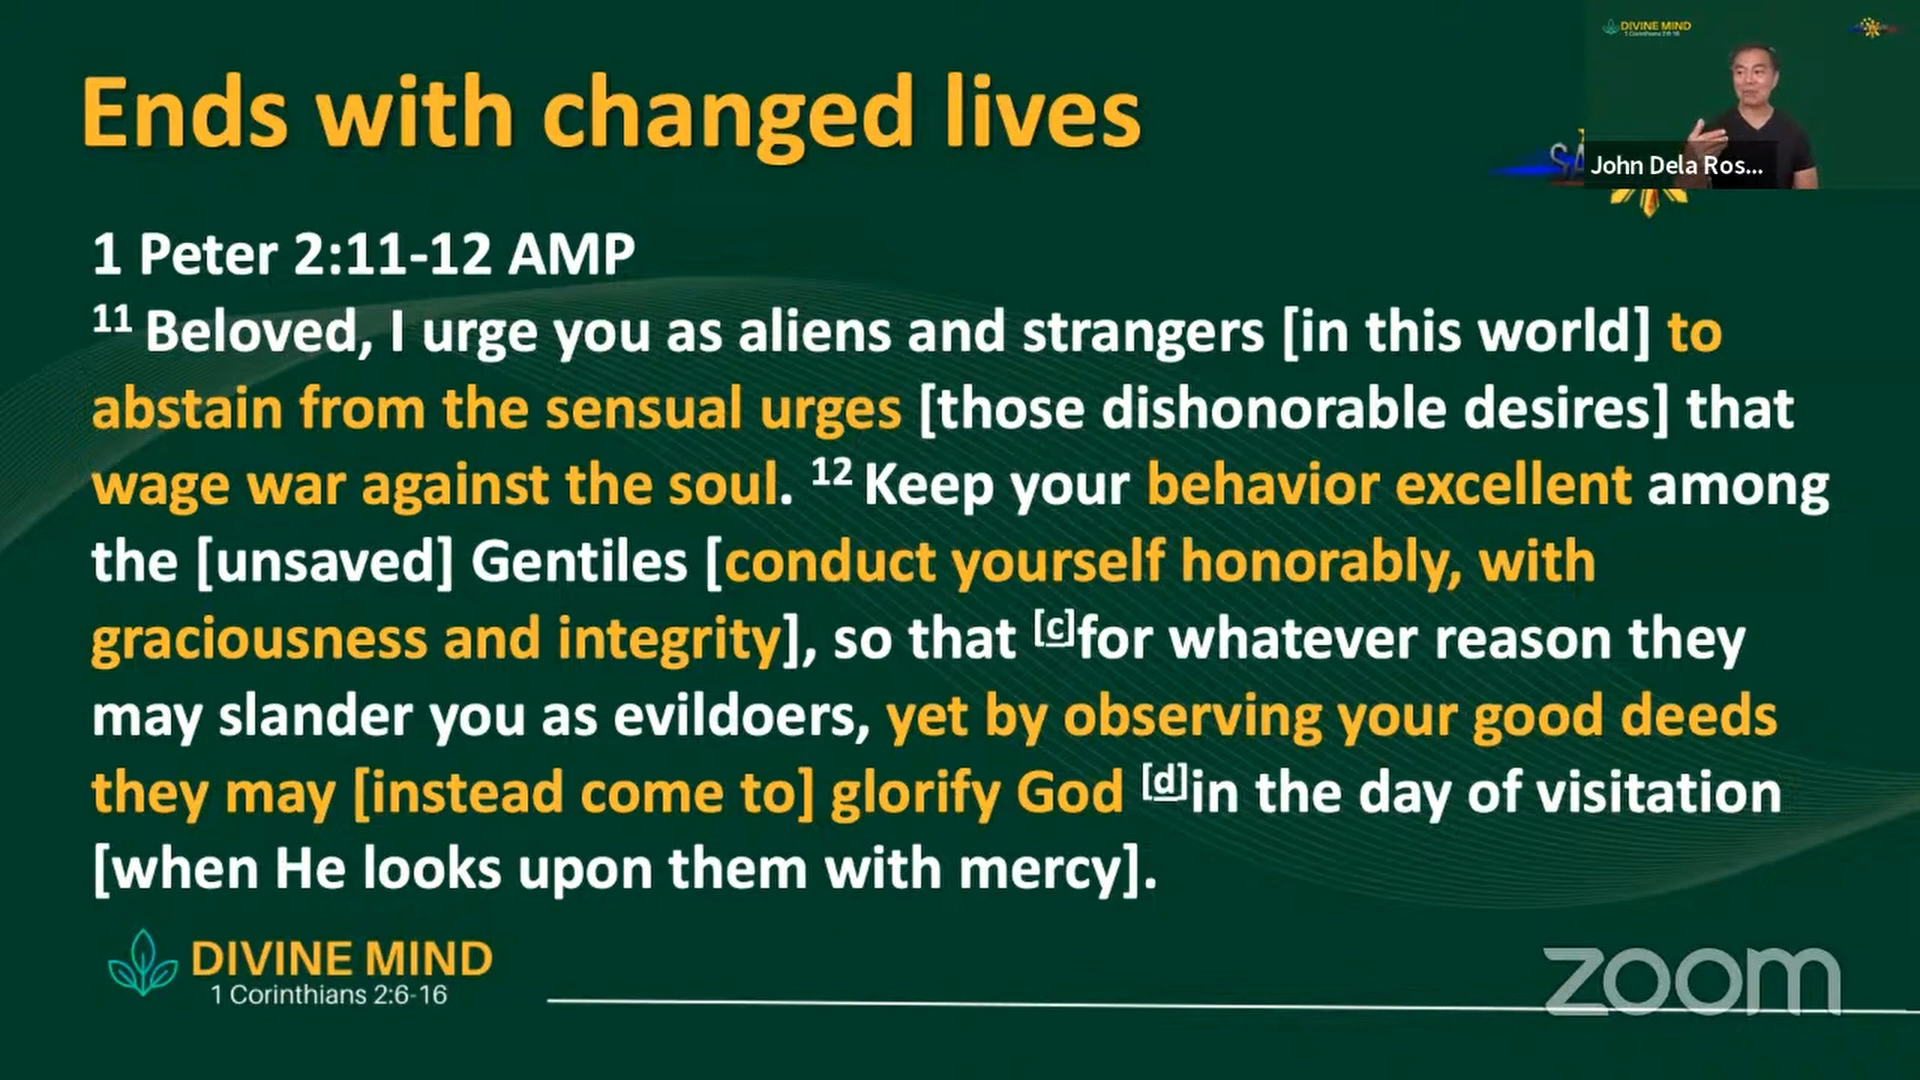 DIVINE MIND
1 Corinthians 2:6-16
Ends with changed lives
John Dela Ros...
1 Peter 2:11-12 AMP
11 Beloved, I urge you as aliens and strangers [in this world] to
abstain from the sensual urges [those dishonorable desires] that
wage war against the soul. 12 Keep your behavior excellent among
the [unsaved] Gentiles [conduct yourself honorably, with
graciousness and integrity], so that [c]for whatever reason they
may slander you as evildoers, yet by observing your good deeds
they may [instead come to] glorify God [d]in the day of visitation
[when He looks upon them with mercy].
DIVINE MIND
1 Corinthians 2:6-16
zoom